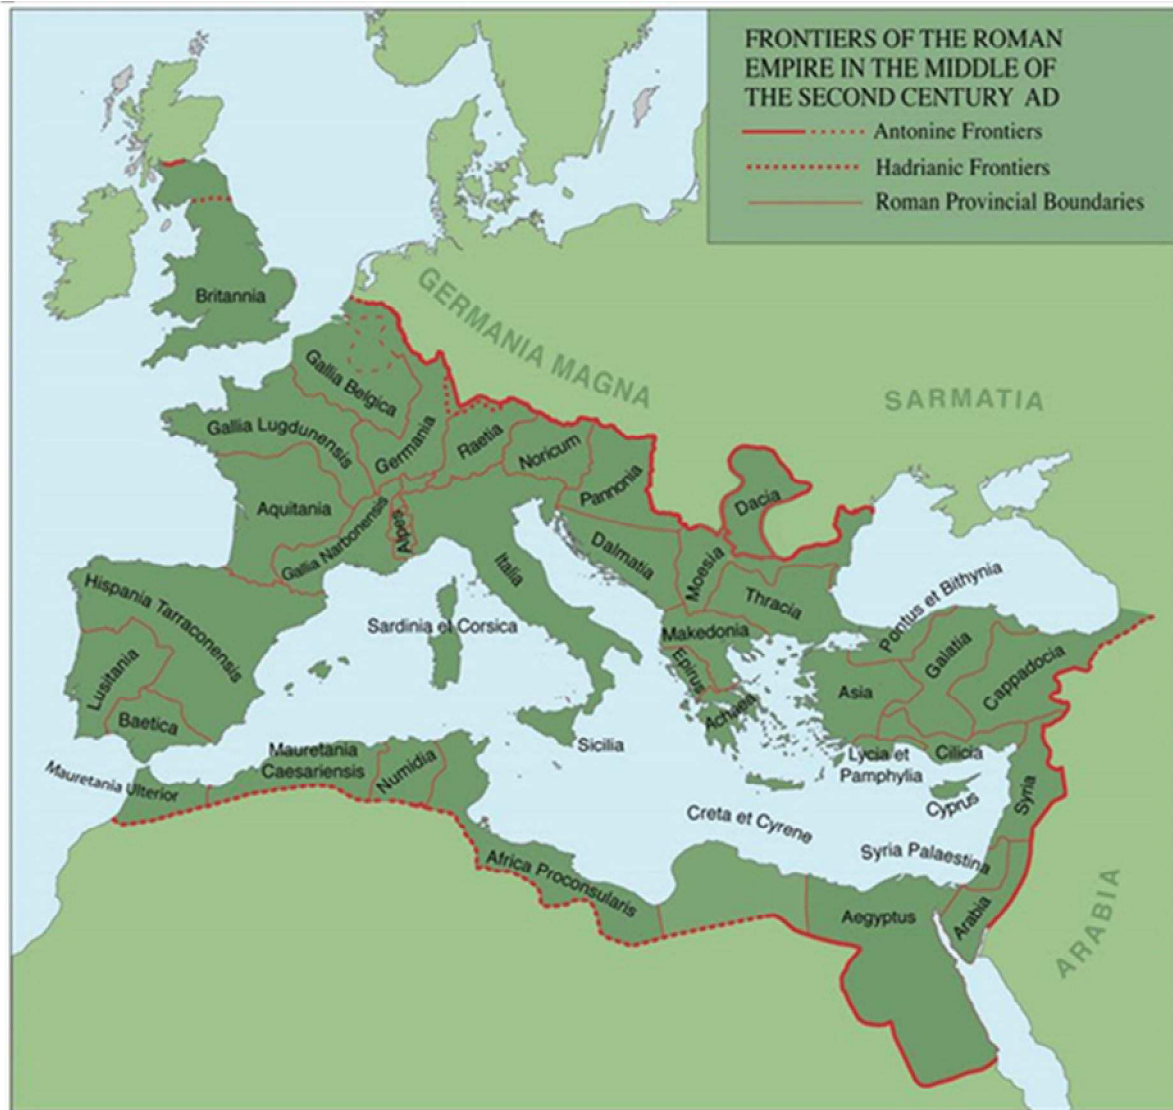 FRONTIERS OF THE ROMAN
EMPIRE IN THE MIDDLE OF
THE SECOND CENTURY AD
Antonine Frontiers
Hadrianic Frontiers
Roman Provincial Boundaries
GERMANIA MAGNA
SARMATIA
ARABIA
Britannia
Gallia Belgica
Gallia Lugdunensis
Germania
Raetia
Noricum
Pannonia
Dacia
Aquitania
Gallia Narbonensis
Alpes
Italia
Dalmatia
Moesia
Thracia
Pontus et Bithynia
Hispania Tarraconensis
Sardinia et Corsica
Makedonia
Epirus
Achaea
Galatia
Cappadocia
Asia
Lusitania
Baetica
Sicilia
Lycia et
Pamphylia
Cilicia
Cyprus
Syria
Mauretania Ulterior
Mauretania
Caesariensis
Numidia
Creta et Cyrene
Syria Palaestina
Africa Proconsularis
Aegyptus
Arabia